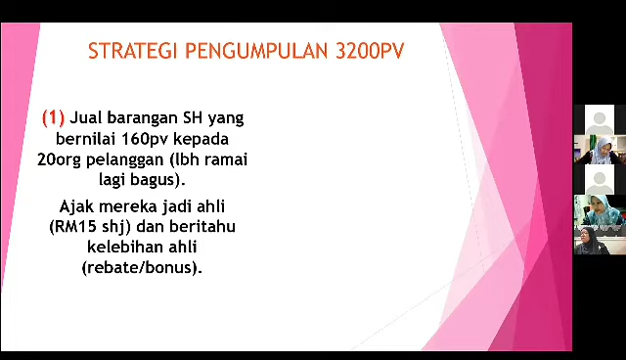 STRATEGI PENGUMPULAN 3200PV
(1) Jual barangan SH yang
bernilai 160pv kepada
20org pelanggan (lbh ramai
lagi bagus).
Ajak mereka jadi ahli
(RM15 shj) dan beritahu
kelebihan ahli
(rebate/bonus).